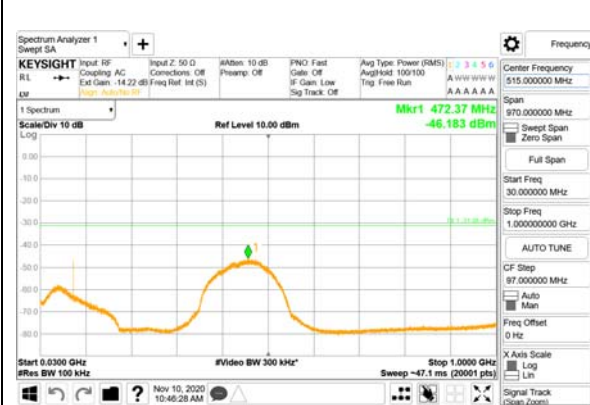 Spectrum Analyzer 1
Swept SA
Frequency
KEYSIGHT Input: RF Input Z: 50 Ω #Atten: 10 dB PNO: Fast Avg Type: Power (RMS) 1 2 3 4 5 6
RL Coupling: AC Corrections: Off Preamp: Off Gate: Off Avg|Hold: 100/100 A W W W W W
Ext Gain: -14.22 dB Freq Ref: Int (S) IF Gain: Low Trig: Free Run
Align: Auto/No RF Sig Track: Off A A A A A A
1 Spectrum
Mkr1 472.37 MHz
Scale/Div 10 dB Ref Level 10.00 dBm -46.183 dBm
Log
0.00
-10.0
-20.0
-30.0
-40.0
-50.0
-60.0
-70.0
-80.0
1
Start 0.0300 GHz #Video BW 300 kHz* Stop 1.0000 GHz
#Res BW 100 kHz Sweep ~47.1 ms (20001 pts)
Nov 10, 2020
10:46:28 AM
Center Frequency
515.000000 MHz
Span
970.000000 MHz
Swept Span
Zero Span
Full Span
Start Freq
30.000000 MHz
Stop Freq
1.000000000 GHz
AUTO TUNE
CF Step
97.000000 MHz
Auto
Man
Freq Offset
0 Hz
X Axis Scale
Log
Lin
Signal Track
(Span Zoom)